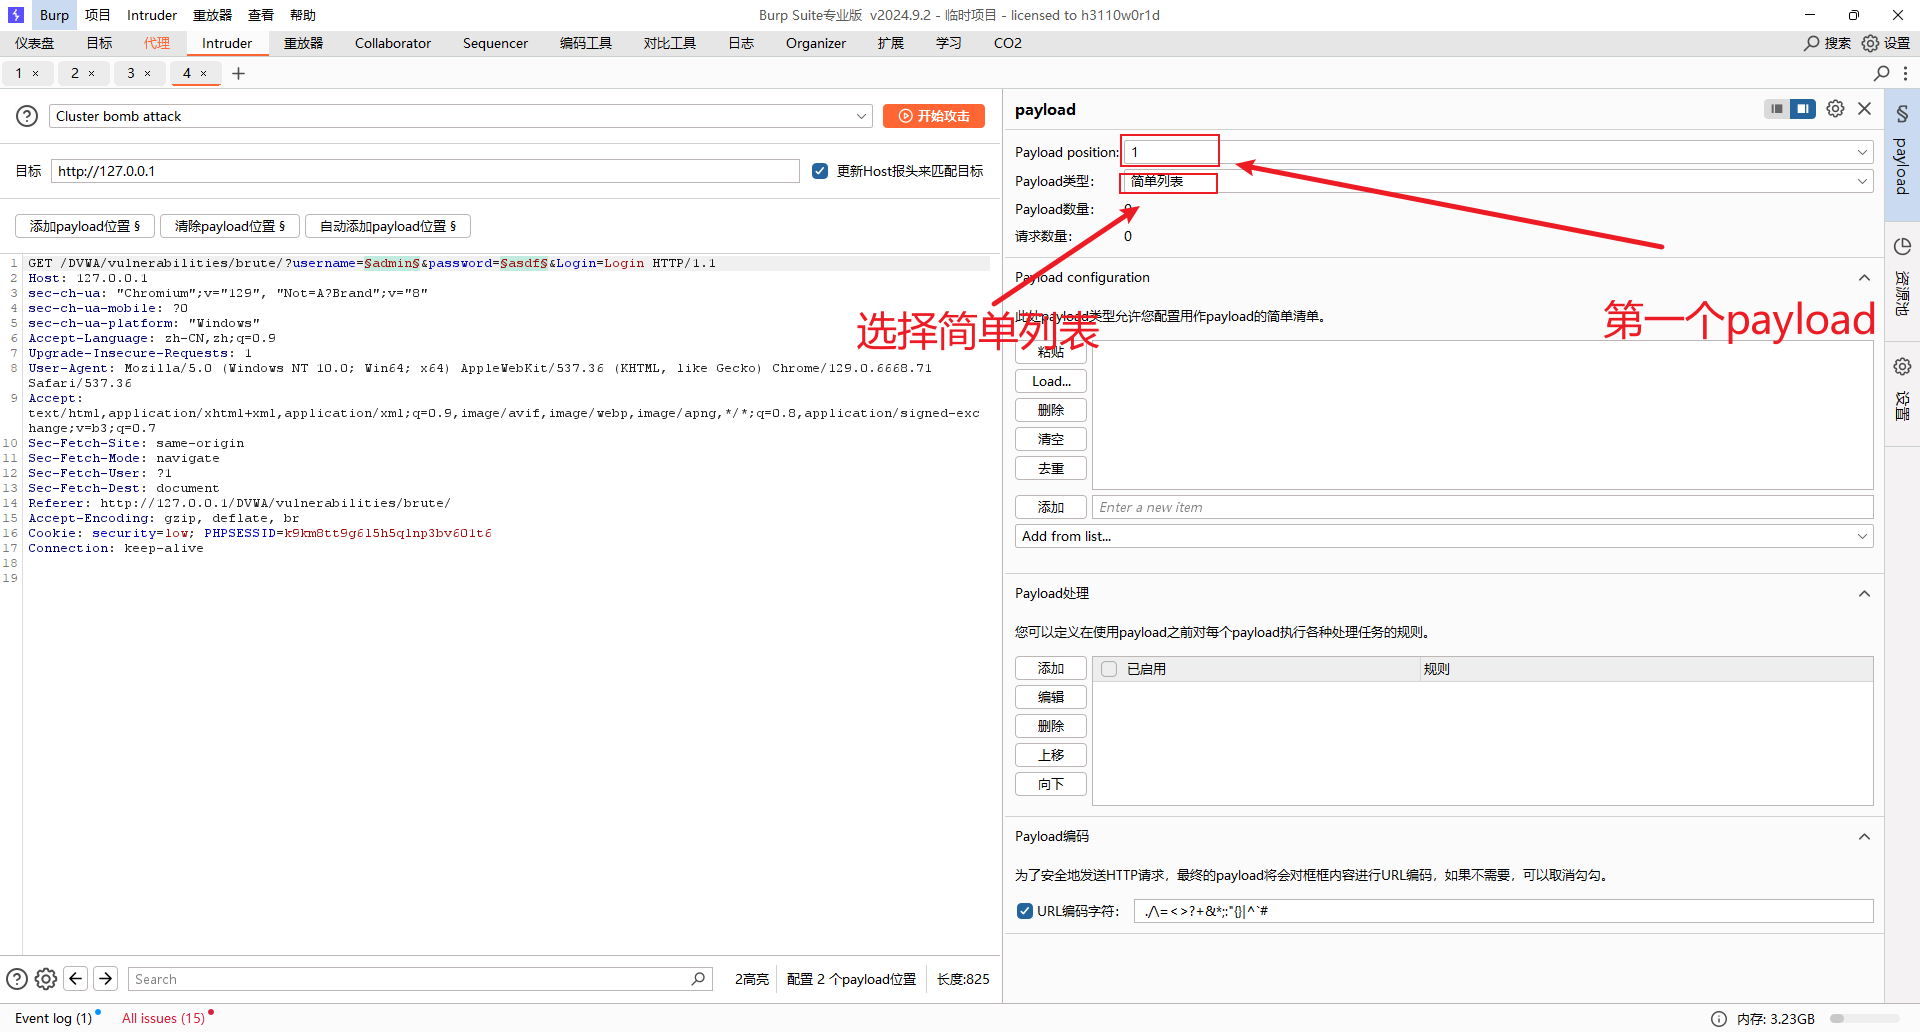 Burp 项目 Intruder 重放器 查看 帮助
Burp Suite专业版 v2024.9.2 - 临时项目 - licensed to h3110w0r1d
仪表盘 目标 代理 Intruder 重放器 Collaborator Sequencer 编码工具 对比工具 日志 Organizer 扩展 学习 CO2
搜索 设置
1 × 2 × 3 × 4 × +
Cluster bomb attack
开始攻击
目标 http://127.0.0.1
更新Host报头来匹配目标
添加payload位置 § 清除payload位置 § 自动添加payload位置 §
1 GET /DVWA/vulnerabilities/brute/?username=§admin§&password=§asdf§&Login=Login HTTP/1.1
2 Host: 127.0.0.1
3 sec-ch-ua: "Chromium";v="129", "Not=A?Brand";v="8"
4 sec-ch-ua-mobile: ?0
5 sec-ch-ua-platform: "Windows"
6 Accept-Language: zh-CN,zh;q=0.9
7 Upgrade-Insecure-Requests: 1
8 User-Agent: Mozilla/5.0 (Windows NT 10.0; Win64; x64) AppleWebKit/537.36 (KHTML, like Gecko) Chrome/129.0.6668.71
Safari/537.36
9 Accept:
text/html,application/xhtml+xml,application/xml;q=0.9,image/avif,image/webp,image/apng,*/*;q=0.8,application/signed-exc
hange;v=b3;q=0.7
10 Sec-Fetch-Site: same-origin
11 Sec-Fetch-Mode: navigate
12 Sec-Fetch-User: ?1
13 Sec-Fetch-Dest: document
14 Referer: http://127.0.0.1/DVWA/vulnerabilities/brute/
15 Accept-Encoding: gzip, deflate, br
16 Cookie: security=low; PHPSESSID=k9km8tt9g6l5h5qlnp3bv601t6
17 Connection: keep-alive
18
19
Search
2高亮 配置 2 个payload位置 长度:825
payload
Payload position: 1
Payload类型: 简单列表
Payload数量: 0
请求数量: 0
Payload configuration
此处payload类型允许您配置用作payload的简单清单。
选择简单列表
第一个payload
粘贴
Load...
删除
清空
去重
添加 Enter a new item
Add from list...
Payload处理
您可以定义在使用payload之前对每个payload执行各种处理任务的规则。
添加 已启用 规则
编辑
删除
上移
向下
Payload编码
为了安全地发送HTTP请求，最终的payload将会对框框内容进行URL编码，如果不需要，可以取消勾勾。
URL编码字符: ./\=<>?+&*;:"{}|^`#
payload
资源池
设置
Event log (1) All issues (15)
内存: 3.23GB